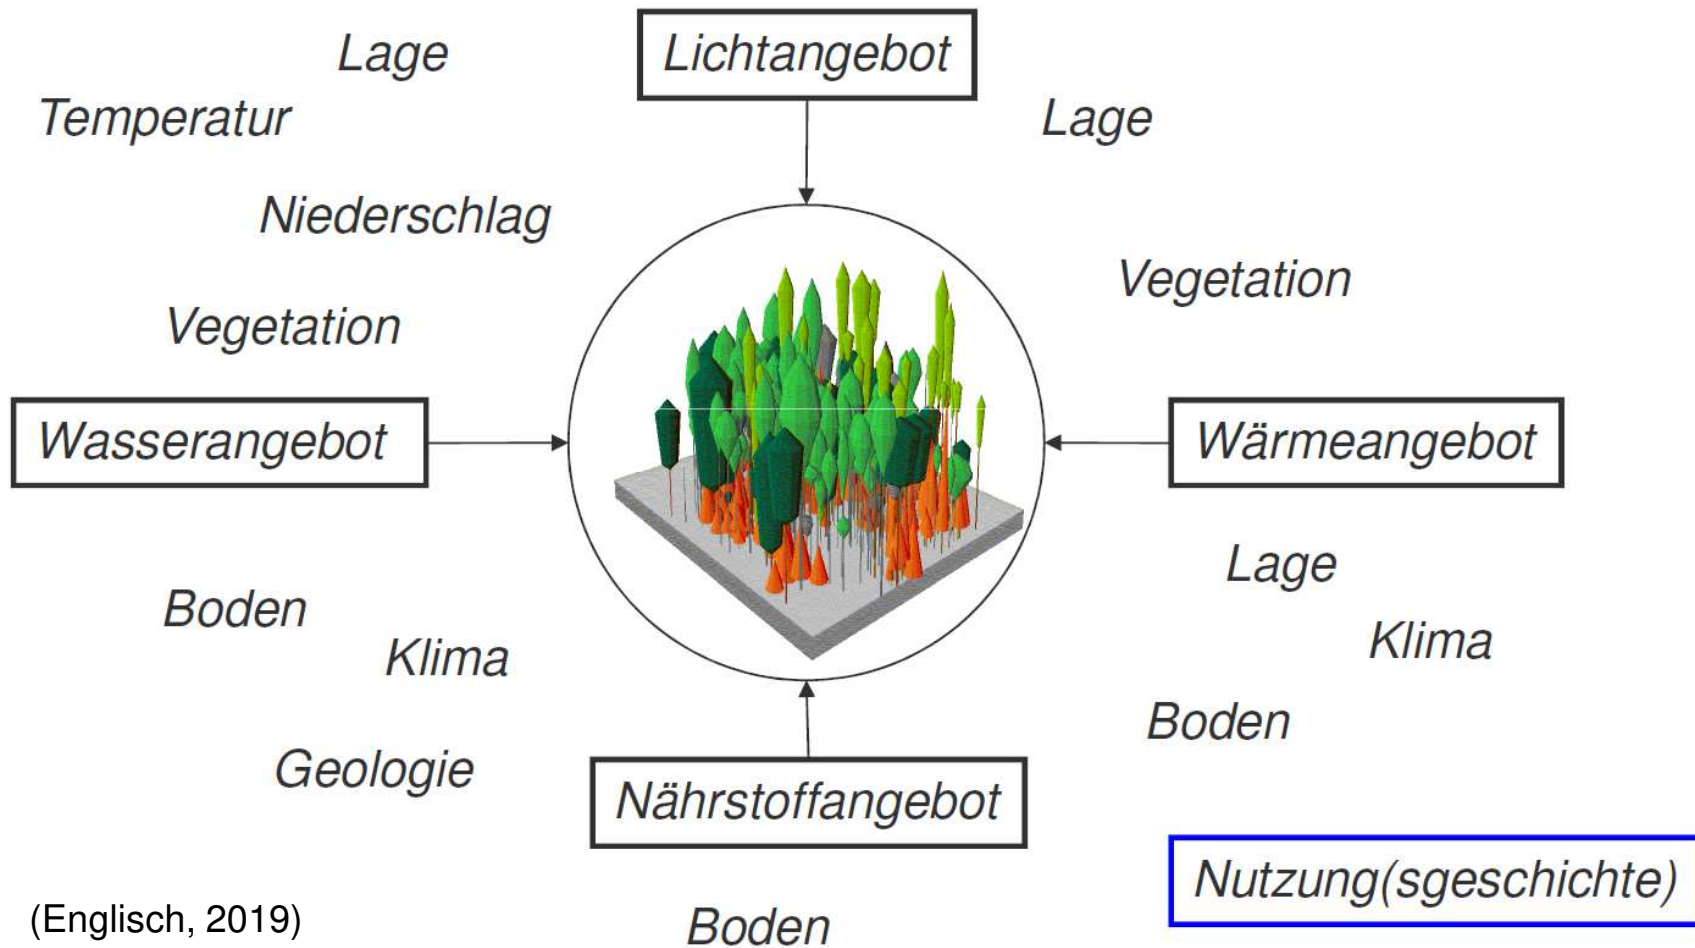 Lage
Lichtangebot
Temperatur
Lage
Niederschlag
Vegetation
Vegetation
Wasserangebot
Wärmeangebot
Lage
Boden
Klima
Klima
Boden
Geologie
Nährstoffangebot
Nutzung(sgeschichte)
(Englisch, 2019)
Boden